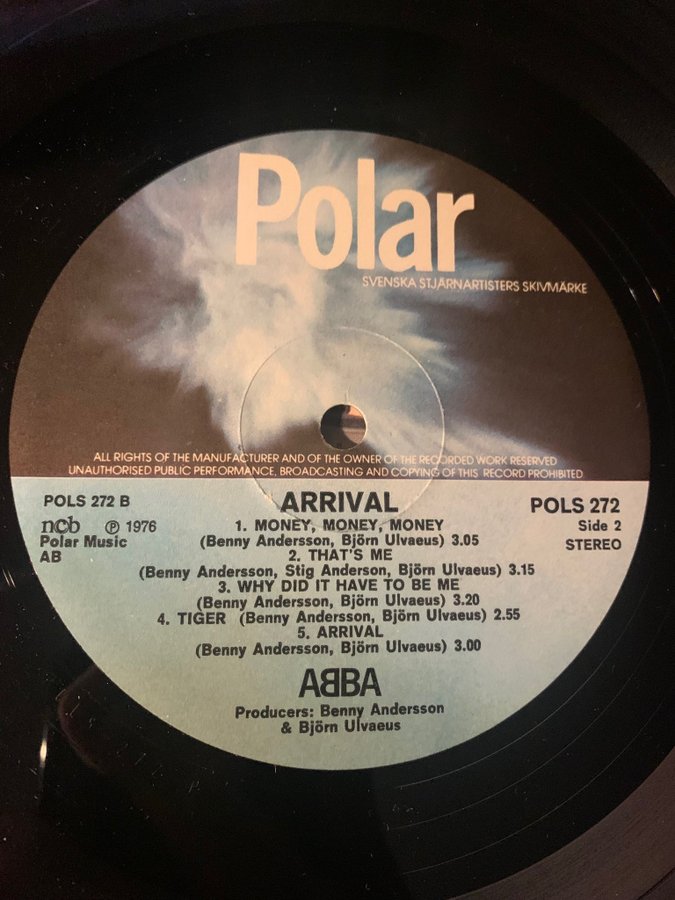 Polar
SVENSKA STJÄRNARTISTERS SKIVMÄRKE
ALL RIGHTS OF THE MANUFACTURER AND OF THE OWNER OF THE RECORDED WORK RESERVED
UNAUTHORISED PUBLIC PERFORMANCE, BROADCASTING AND COPYING OF THIS RECORD PROHIBITED
POLS 272 B
ncb ℗ 1976
Polar Music
AB
ARRIVAL
1. MONEY, MONEY, MONEY
(Benny Andersson, Björn Ulvaeus) 3.05
2. THAT'S ME
(Benny Andersson, Stig Anderson, Björn Ulvaeus) 3.15
3. WHY DID IT HAVE TO BE ME
(Benny Andersson, Björn Ulvaeus) 3.20
4. TIGER (Benny Andersson, Björn Ulvaeus) 2.55
5. ARRIVAL
(Benny Andersson, Björn Ulvaeus) 3.00
POLS 272
Side 2
STEREO
ABBA
Producers: Benny Andersson
& Björn Ulvaeus